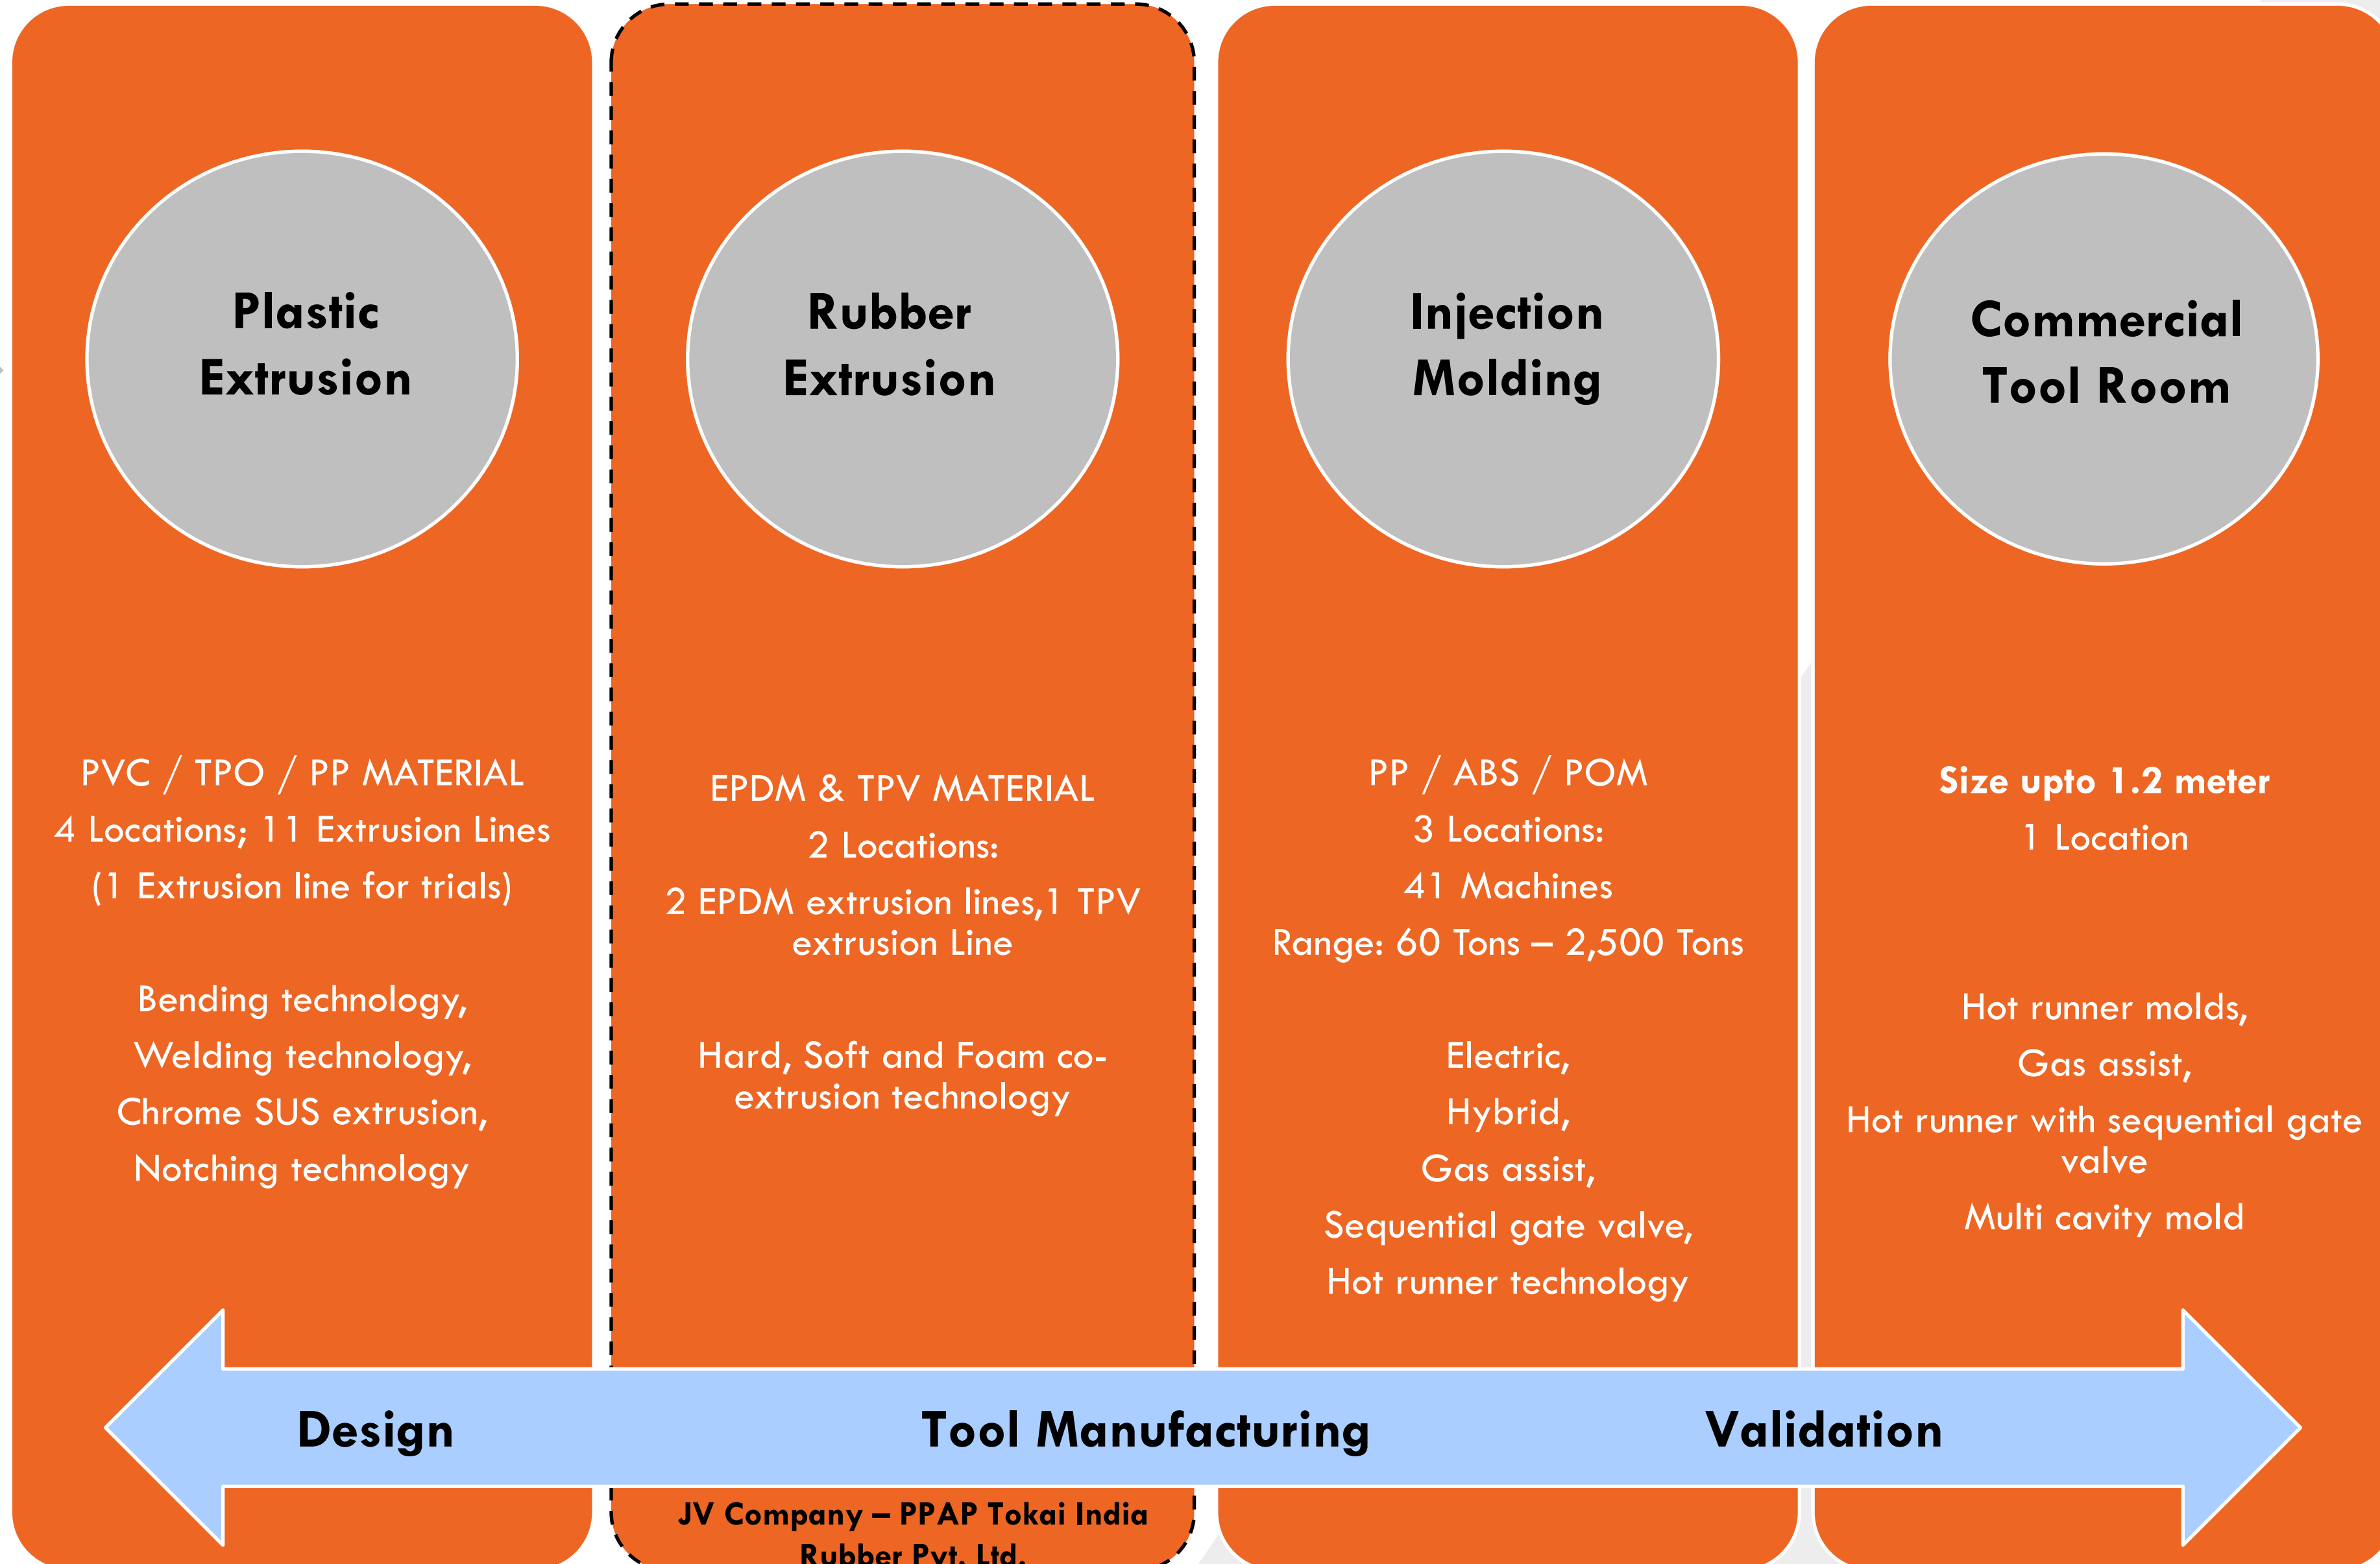 Plastic
Extrusion
PVC / TPO / PP MATERIAL
4 Locations; 11 Extrusion Lines
(1 Extrusion line for trials)
Bending technology,
Welding technology,
Chrome SUS extrusion,
Notching technology
Rubber
Extrusion
EPDM & TPV MATERIAL
2 Locations:
2 EPDM extrusion lines,1 TPV
extrusion Line
Hard, Soft and Foam co-
extrusion technology
Injection
Molding
PP / ABS / POM
3 Locations:
41 Machines
Range: 60 Tons – 2,500 Tons
Electric,
Hybrid,
Gas assist,
Sequential gate valve,
Hot runner technology
Commercial
Tool Room
Size upto 1.2 meter
1 Location
Hot runner molds,
Gas assist,
Hot runner with sequential gate
valve
Multi cavity mold
Design
Tool Manufacturing
Validation
JV Company – PPAP Tokai India
Rubber Pvt. Ltd.